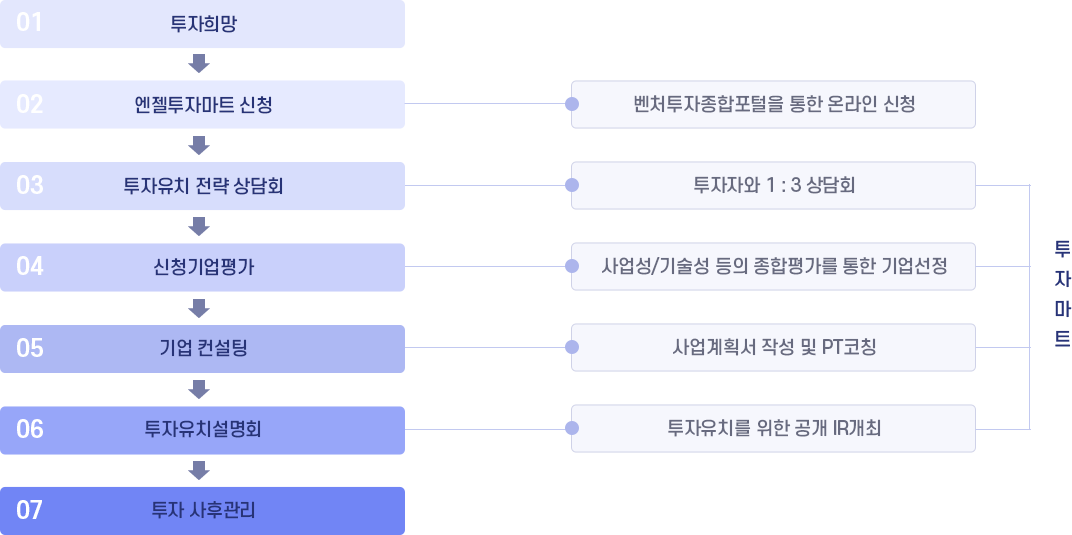 01 투자희망
02 엔젤투자마트 신청
벤처투자종합포털을 통한 온라인 신청
03 투자유치 전략 상담회
투자자와 1 : 3 상담회
04 신청기업평가
사업성/기술성 등의 종합평가를 통한 기업선정
05 기업 컨설팅
사업계획서 작성 및 PT코칭
06 투자유치설명회
투자유치를 위한 공개 IR개최
07 투자 사후관리
투
자
마
트